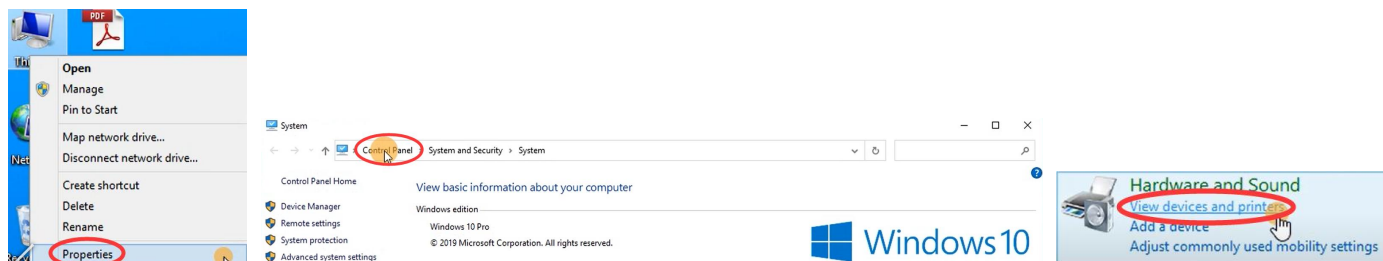 PDF
Open
Manage
Pin to Start
Map network drive...
Disconnect network drive...
Create shortcut
Delete
Rename
Properties
System
Control Panel > System and Security > System
Control Panel Home
View basic information about your computer
Device Manager
Windows edition
Remote settings
Windows 10 Pro
System protection
© 2019 Microsoft Corporation. All rights reserved.
Advanced system settings
Windows 10
Hardware and Sound
View devices and printers
Add a device
Adjust commonly used mobility settings